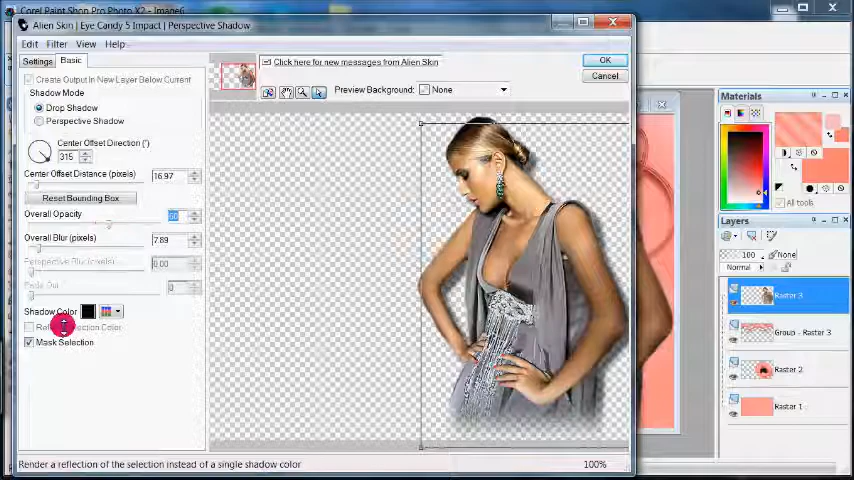 Corel Paint Shop Pro Photo X2 - Image6
Alien Skin | Eye Candy 5 Impact | Perspective Shadow
Edit Filter View Help
Settings Basic
Create Output In New Layer Below Current
Shadow Mode
Drop Shadow
Perspective Shadow
Center Offset Direction (°)
315
Center Offset Distance (pixels) 16.97
Reset Bounding Box
Overall Opacity 60
Overall Blur (pixels) 7.89
Perspective Blur (pixels) 0.00
Fade Out 0
Shadow Color
Mask Selection
Click here for new messages from Alien Skin
Preview Background: None
OK
Cancel
Render a reflection of the selection instead of a single shadow color 100%
Materials
All tools
Layers
100 None
Normal
Raster 3
Group - Raster 3
Raster 2
Raster 1